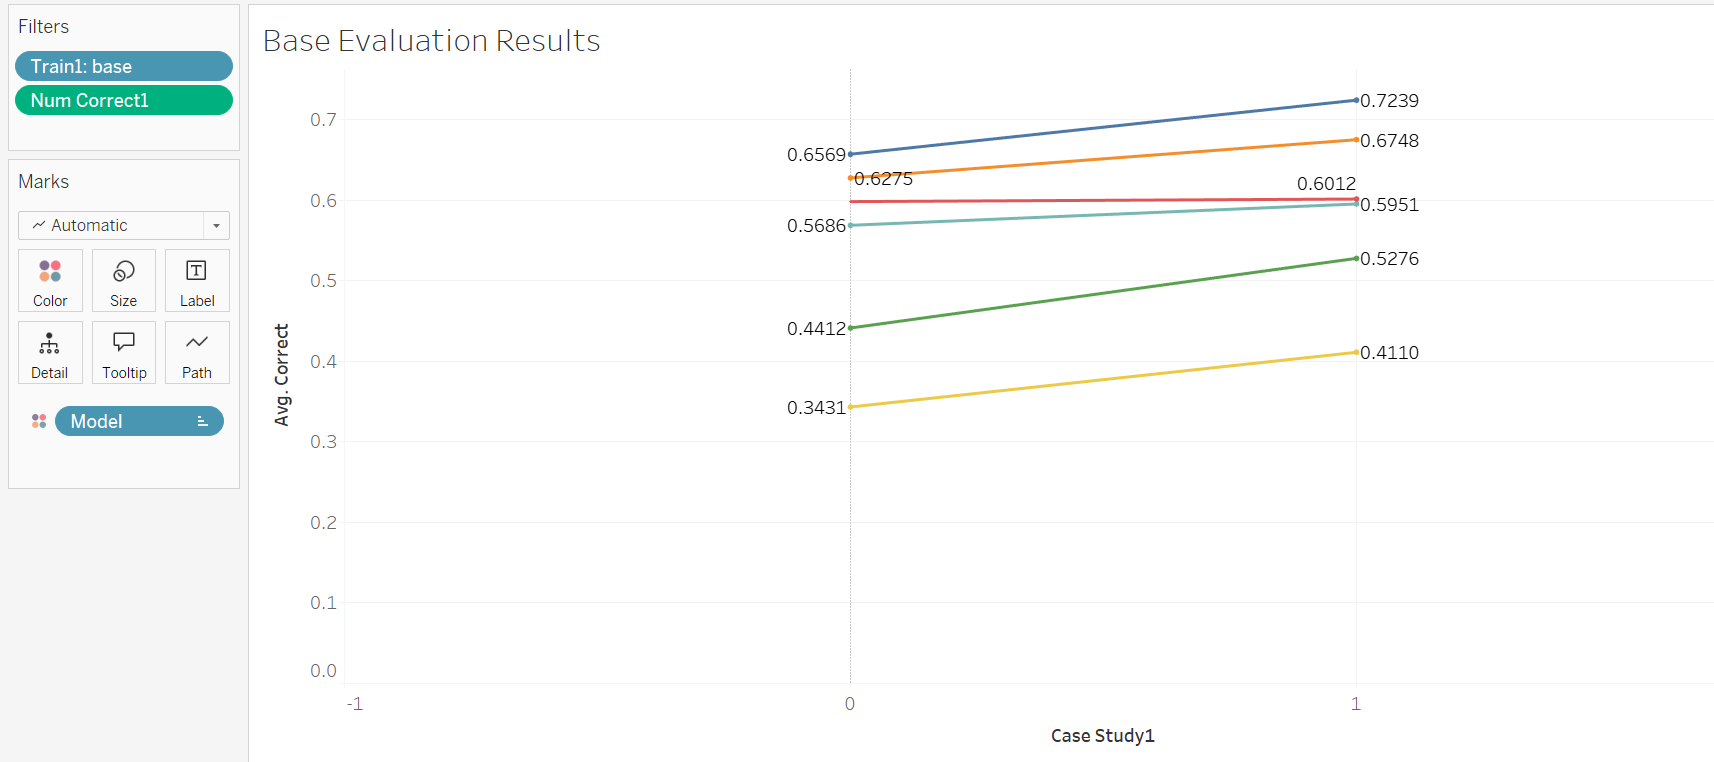 Filters
Train1: base
Num Correct1
Marks
Automatic
Color
Size
Label
Detail
Tooltip
Path
Model
Base Evaluation Results
Avg. Correct
0.7
0.6
0.5
0.4
0.3
0.2
0.1
0.0
0.6569
0.6275
0.5686
0.4412
0.3431
0.7239
0.6748
0.6012
0.5951
0.5276
0.4110
-1
0
1
Case Study1